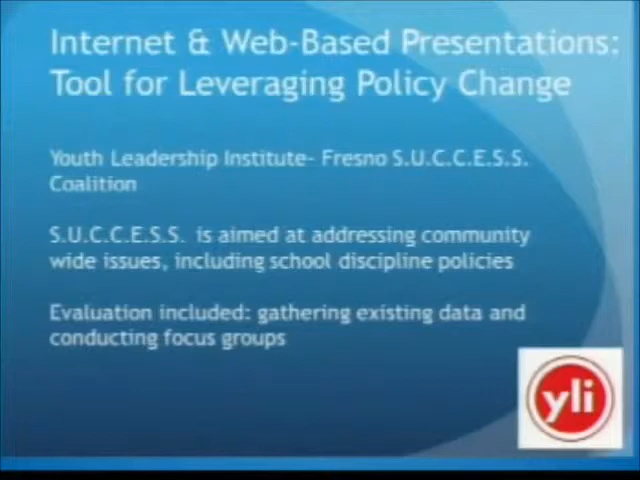 Internet & Web-Based Presentations:
Tool for Leveraging Policy Change
Youth Leadership Institute- Fresno S.U.C.C.E.S.S.
Coalition
S.U.C.C.E.S.S. is aimed at addressing community
wide issues, including school discipline policies
Evaluation included: gathering existing data and
conducting focus groups
yli